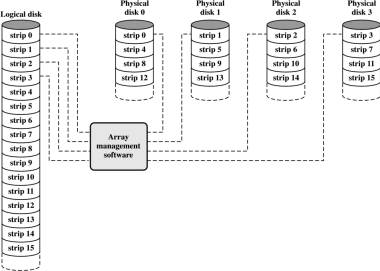 Logical disk
strip 0
strip 1
strip 2
strip 3
strip 4
strip 5
strip 6
strip 7
strip 8
strip 9
strip 10
strip 11
strip 12
strip 13
strip 14
strip 15
Physical
disk 0
strip 0
strip 4
strip 8
strip 12
Physical
disk 1
strip 1
strip 5
strip 9
strip 13
Physical
disk 2
strip 2
strip 6
strip 10
strip 14
Physical
disk 3
strip 3
strip 7
strip 11
strip 15
Array
management
software